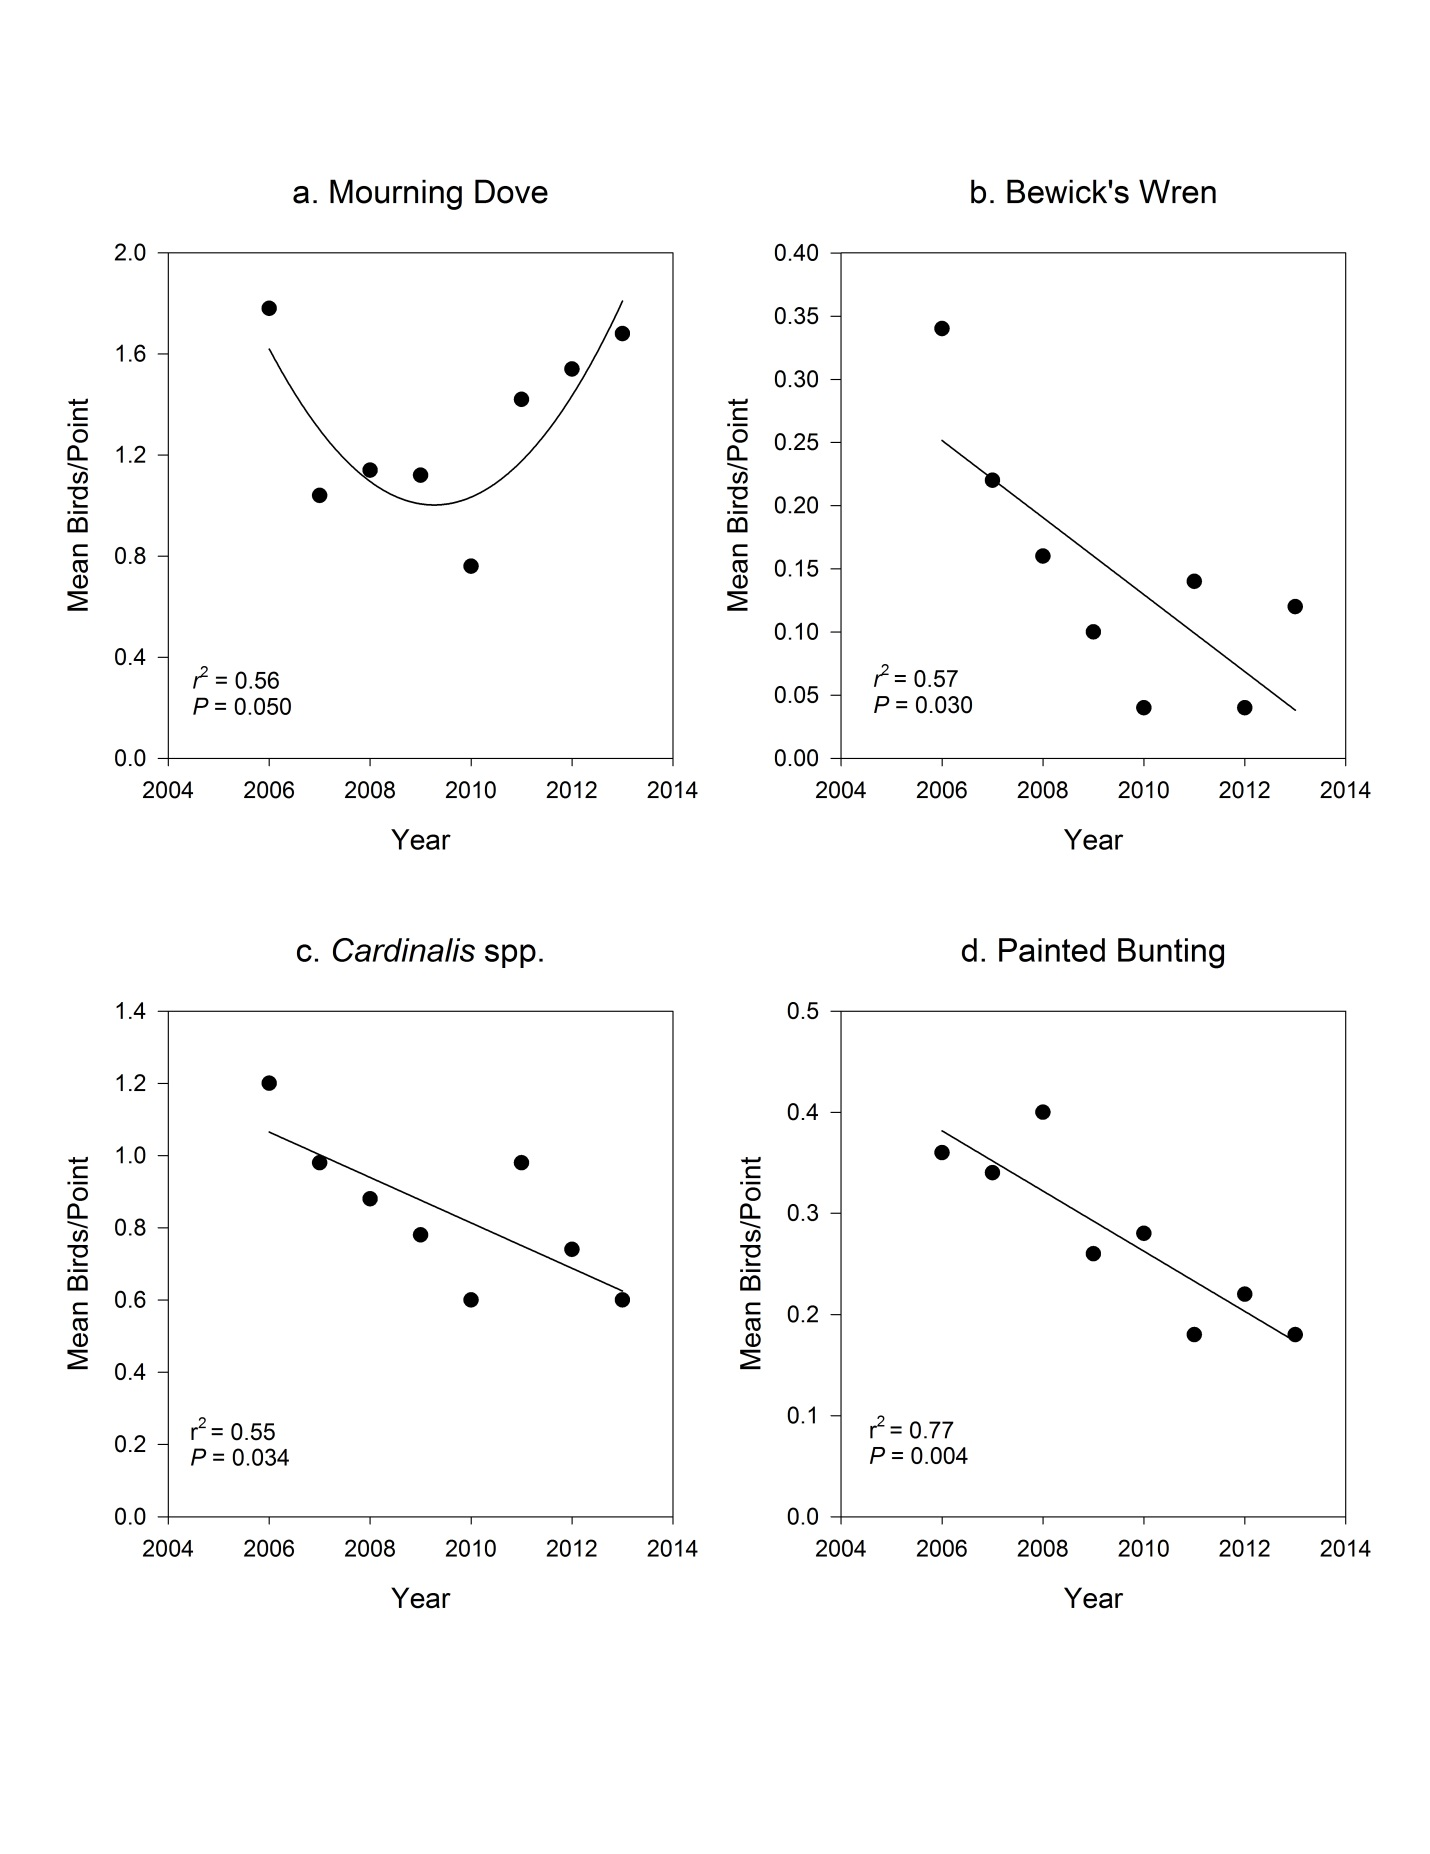 a. Mourning Dove
2.0
1.6
1.2
0.8
0.4
0.0
Mean Birds/Point
r2 = 0.56
P = 0.050
2004 2006 2008 2010 2012 2014
Year
b. Bewick's Wren
0.40
0.35
0.30
0.25
0.20
0.15
0.10
0.05
0.00
Mean Birds/Point
r2 = 0.57
P = 0.030
2004 2006 2008 2010 2012 2014
Year
c. Cardinalis spp.
1.4
1.2
1.0
0.8
0.6
0.4
0.2
0.0
Mean Birds/Point
r2 = 0.55
P = 0.034
2004 2006 2008 2010 2012 2014
Year
d. Painted Bunting
0.5
0.4
0.3
0.2
0.1
0.0
Mean Birds/Point
r2 = 0.77
P = 0.004
2004 2006 2008 2010 2012 2014
Year